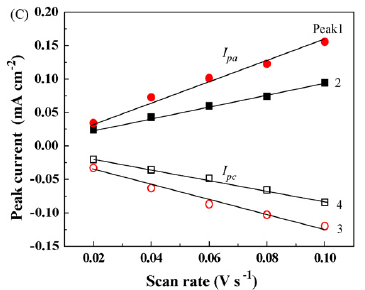 (C)
Peak current (mA cm-2)
0.20
0.15
0.10
0.05
0.00
-0.05
-0.10
-0.15
Peak1
Ipa
2
Ipc
4
3
0.02 0.04 0.06 0.08 0.10
Scan rate (V s-1)